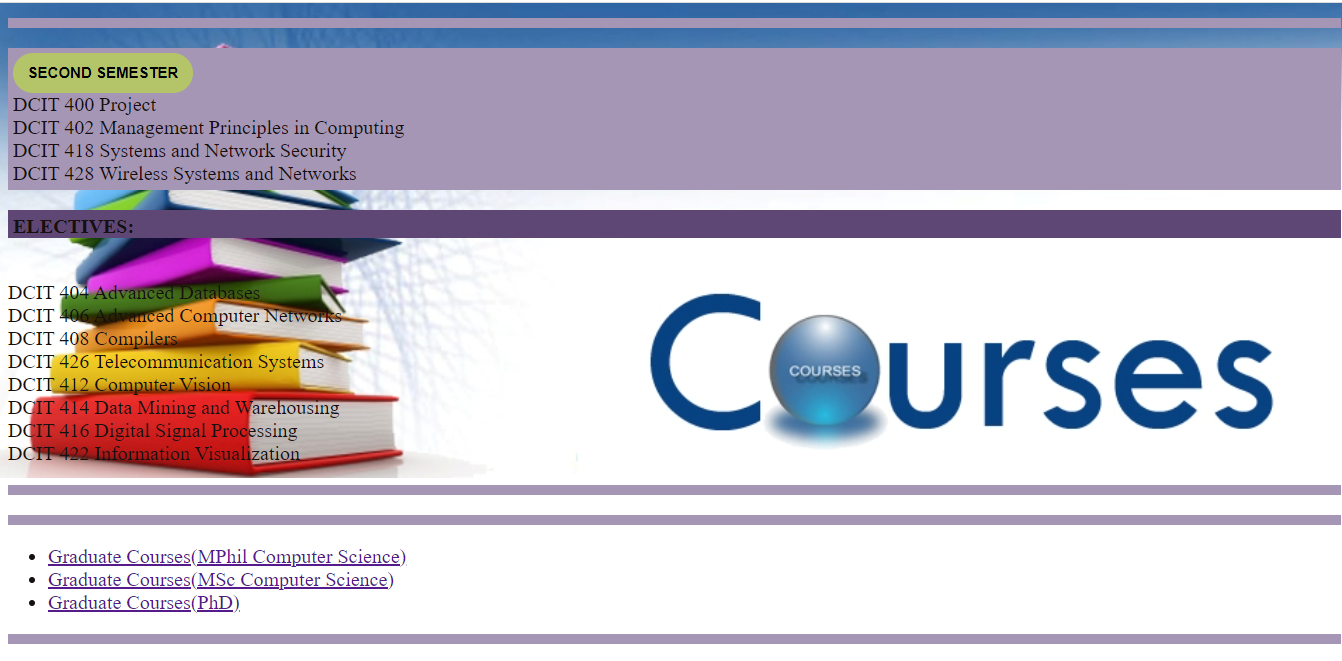 SECOND SEMESTER
DCIT 400 Project
DCIT 402 Management Principles in Computing
DCIT 418 Systems and Network Security
DCIT 428 Wireless Systems and Networks
ELECTIVES:
DCIT 404 Advanced Databases
DCIT 406 Advanced Computer Networks
DCIT 408 Compilers
DCIT 426 Telecommunication Systems
DCIT 412 Computer Vision
DCIT 414 Data Mining and Warehousing
DCIT 416 Digital Signal Processing
DCIT 422 Information Visualization
Courses
COURSES
Graduate Courses(MPhil Computer Science)
Graduate Courses(MSc Computer Science)
Graduate Courses(PhD)